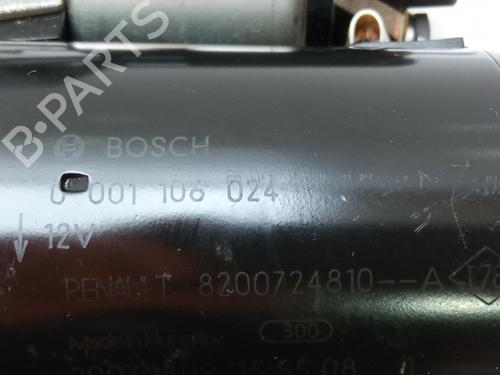 B-PARTS
BOSCH
0 001 106 024
12V
RENAULT 8200724810--A
Made in Hungary
300